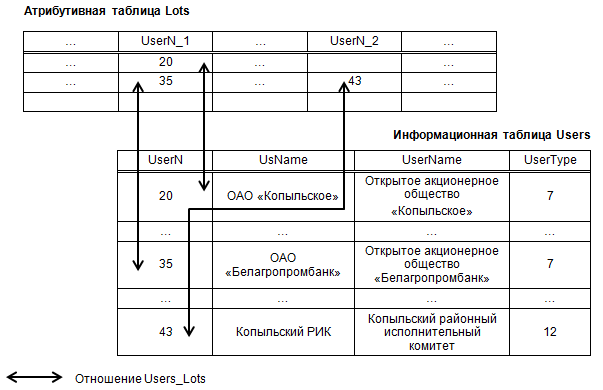 Атрибутивная таблица Lots
... UserN_1 ... UserN_2 ...
... 20 ... ...
... 35 ... 43 ...
Информационная таблица Users
UserN UsName UserName UserType
20 ОАО «Копыльское» Открытое акционерное общество «Копыльское» 7
... ... ... ...
35 ОАО «Белагропромбанк» Открытое акционерное общество «Белагропромбанк» 7
... ... ... ...
43 Копыльский РИК Копыльский районный исполнительный комитет 12
Отношение Users_Lots